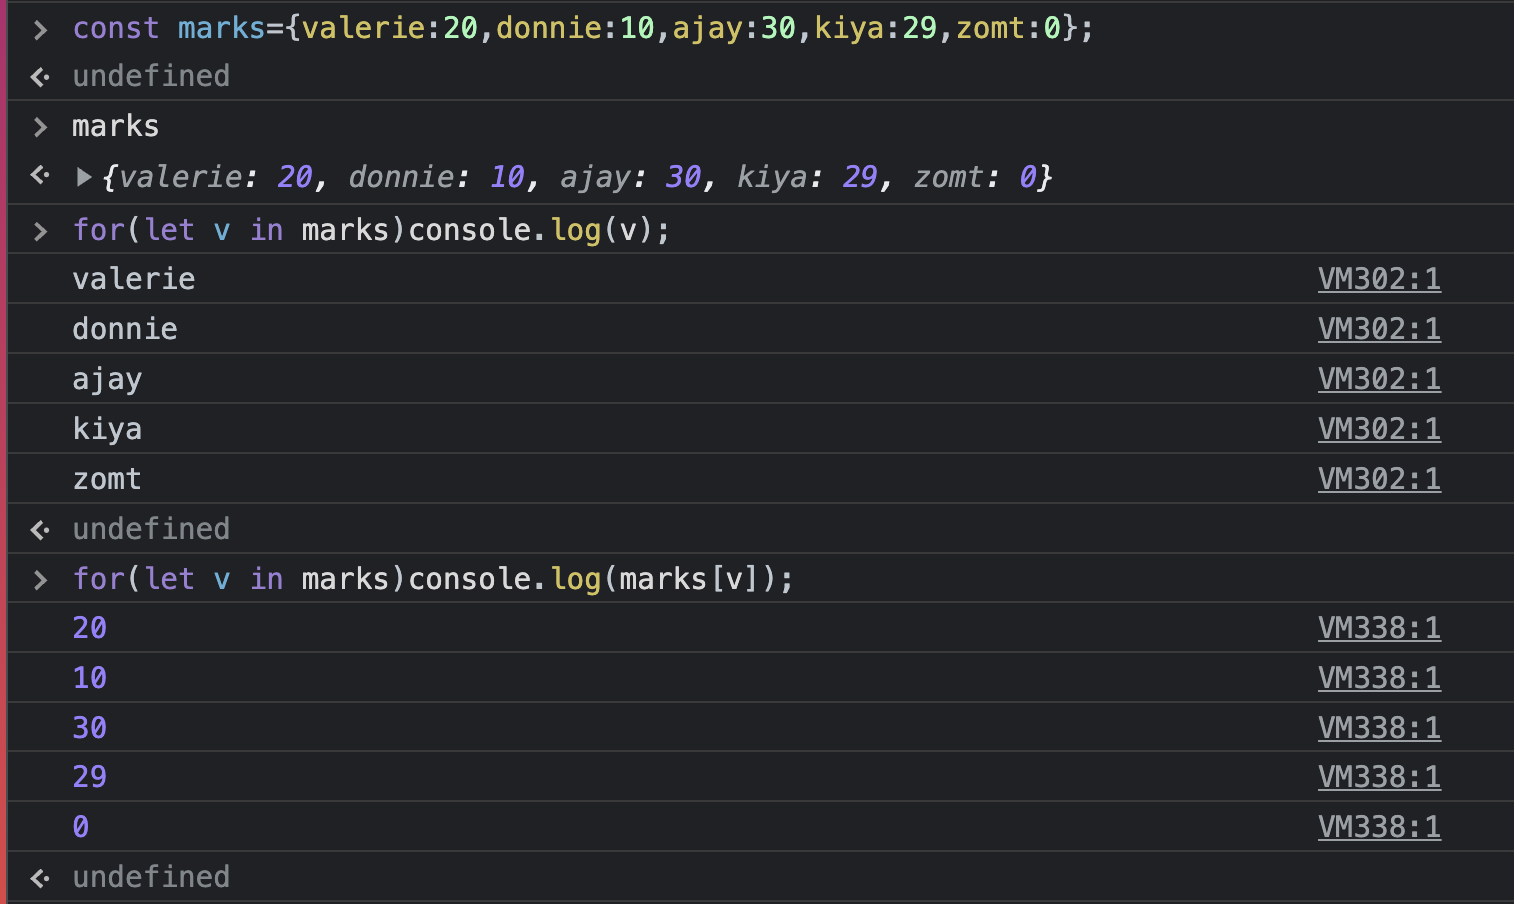 > const marks={valerie:20,donnie:10,ajay:30,kiya:29,zomt:0};
undefined
> marks
{valerie: 20, donnie: 10, ajay: 30, kiya: 29, zomt: 0}
> for(let v in marks)console.log(v);
valerie VM302:1
donnie VM302:1
ajay VM302:1
kiya VM302:1
zomt VM302:1
undefined
> for(let v in marks)console.log(marks[v]);
20 VM338:1
10 VM338:1
30 VM338:1
29 VM338:1
0 VM338:1
undefined